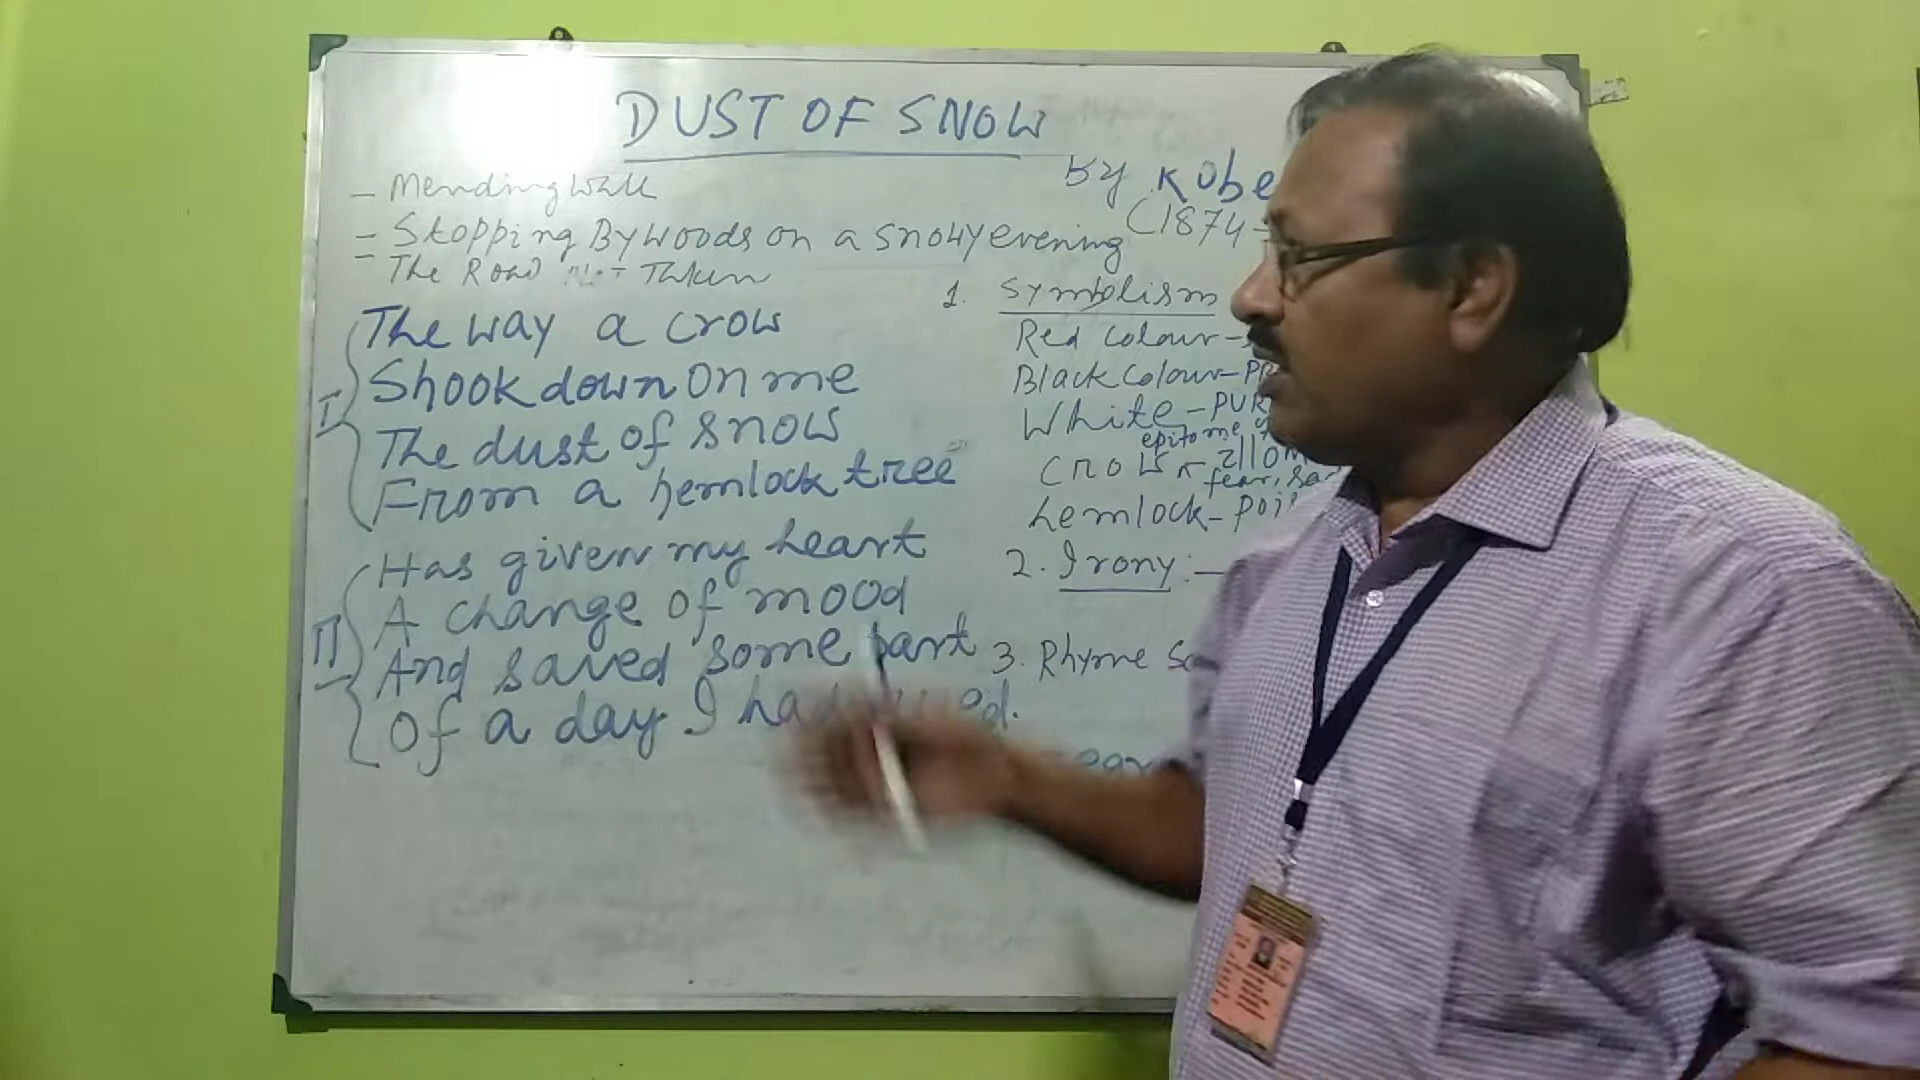 DUST OF SNOW
by Robe
(1874-
- Mending Wall
= Stopping By Woods on a snowy evening
The Road Not Taken
I
The way a crow
Shook down on me
The dust of snow
From a hemlock tree
II
Has given my heart
A change of mood
And saved some part
Of a day I had rued.
1. Symbolism
Red colour -
Black colour - PR
White - PUR
epitome of
crow -
fear, sa
hemlock - Poi
2. Irony : -
3. Rhyme Sc